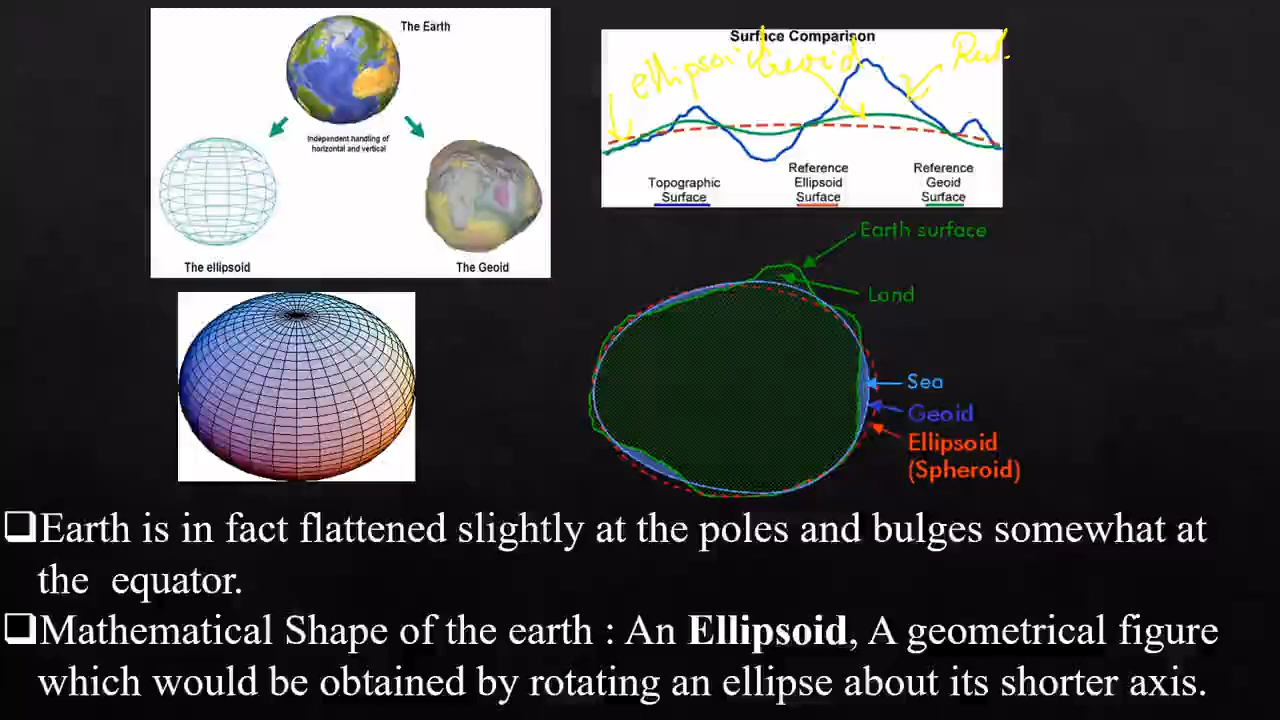 The Earth
Independent handling of
horizontal and vertical
The ellipsoid
The Geoid
Surface Comparison
ellipsoid
Geoid
Topographic
Surface
Reference
Ellipsoid
Surface
Reference
Geoid
Surface
Earth surface
Land
Sea
Geoid
Ellipsoid
(Spheroid)
❑Earth is in fact flattened slightly at the poles and bulges somewhat at
the equator.
❑Mathematical Shape of the earth : An Ellipsoid, A geometrical figure
which would be obtained by rotating an ellipse about its shorter axis.